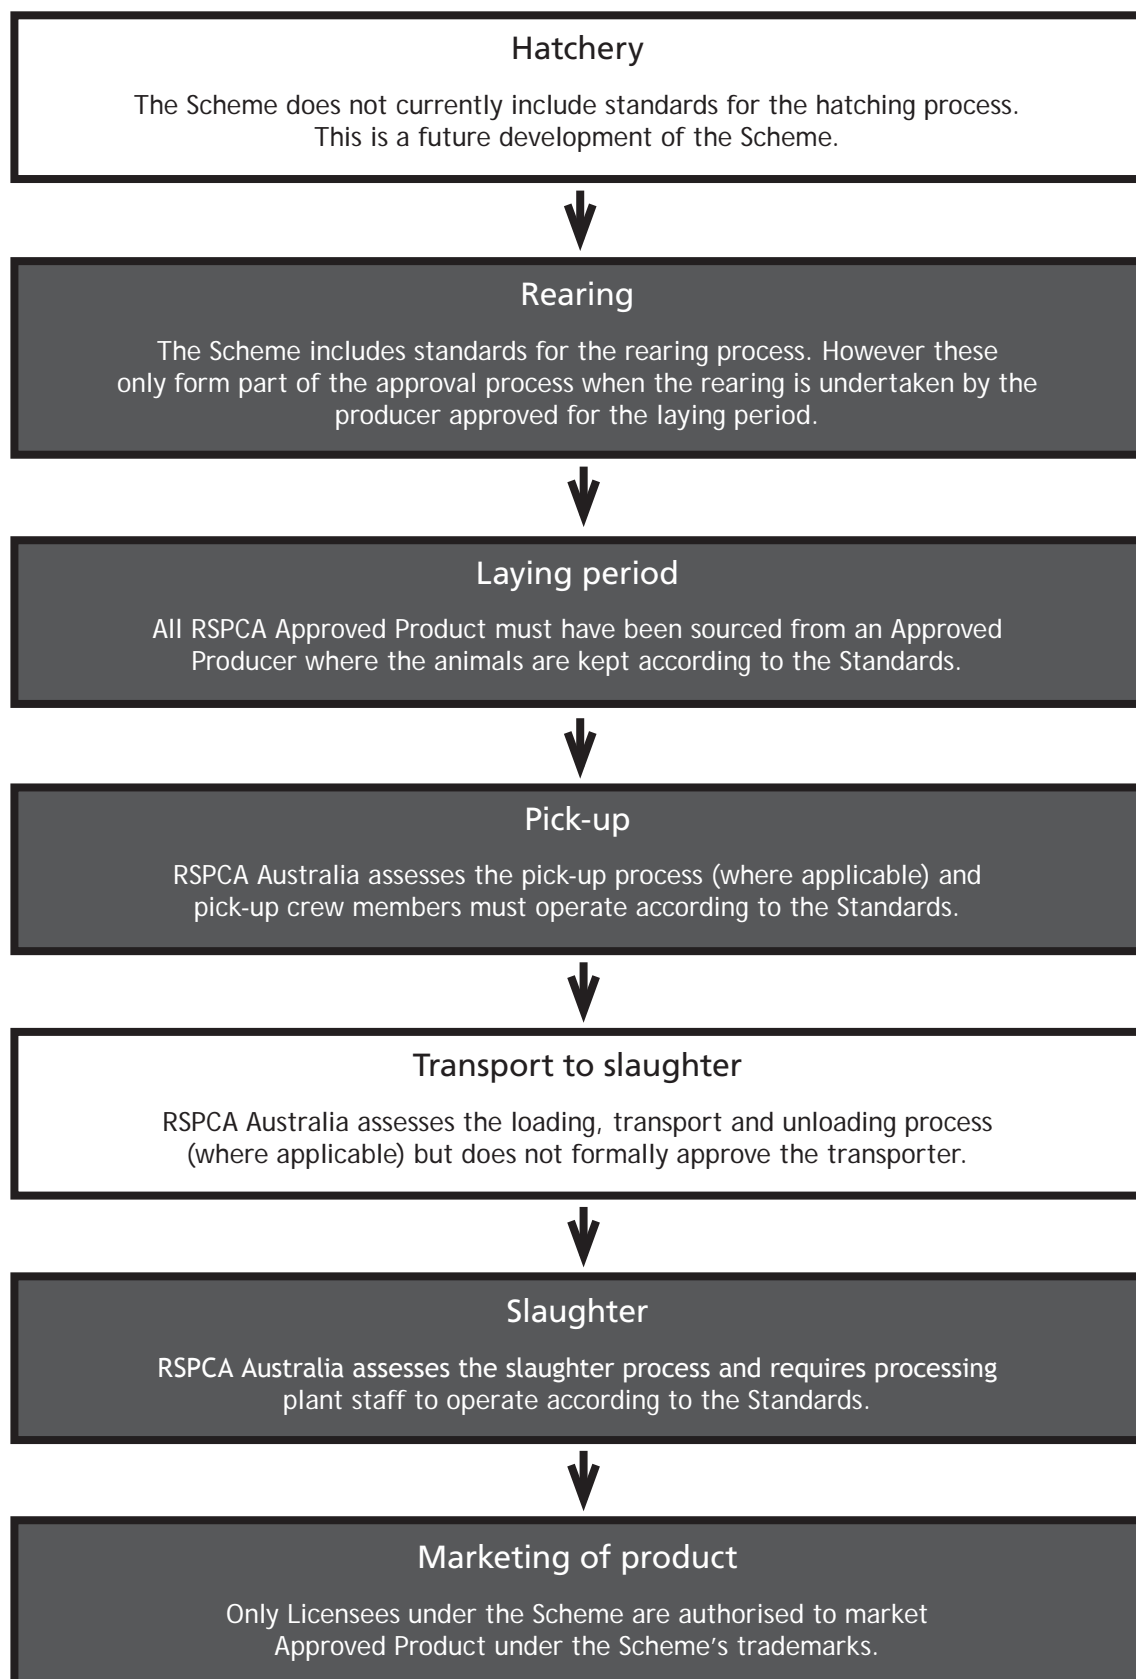 Hatchery
The Scheme does not currently include standards for the hatching process.
This is a future development of the Scheme.
Rearing
The Scheme includes standards for the rearing process. However these
only form part of the approval process when the rearing is undertaken by the
producer approved for the laying period.
Laying period
All RSPCA Approved Product must have been sourced from an Approved
Producer where the animals are kept according to the Standards.
Pick-up
RSPCA Australia assesses the pick-up process (where applicable) and
pick-up crew members must operate according to the Standards.
Transport to slaughter
RSPCA Australia assesses the loading, transport and unloading process
(where applicable) but does not formally approve the transporter.
Slaughter
RSPCA Australia assesses the slaughter process and requires processing
plant staff to operate according to the Standards.
Marketing of product
Only Licensees under the Scheme are authorised to market
Approved Product under the Scheme's trademarks.